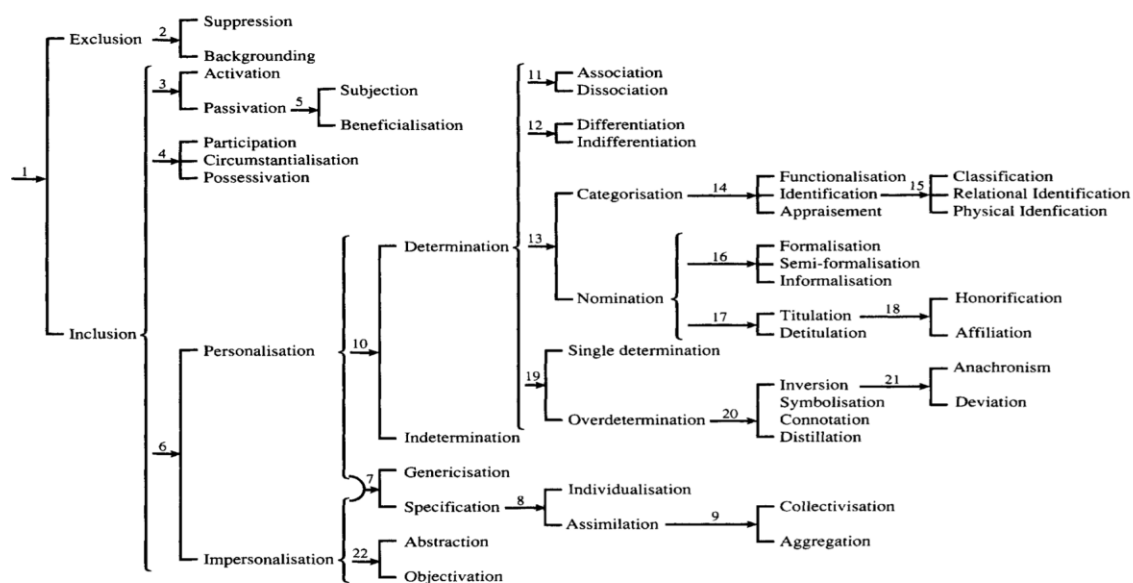 Suppression
Exclusion 2
Backgrounding
3 Activation
Passivation 5 Subjection
Beneficialisation
4 Participation
Circumstantialisation
Possessivation
1
Inclusion
6
Personalisation
Impersonalisation
10 Determination
Indetermination
7 Genericisation
Specification 8 Individualisation
Assimilation 9 Collectivisation
Aggregation
22 Abstraction
Objectivation
11 Association
Dissociation
12 Differentiation
Indifferentiation
13 Categorisation 14 Functionalisation
Identification 15 Classification
Relational Identification
Physical Idenfication
Appraisement
Nomination 16 Formalisation
Semi-formalisation
Informalisation
17 Titulation 18 Honorification
Affiliation
Detitulation
19 Single determination
Overdetermination 20 Inversion 21 Anachronism
Deviation
Symbolisation
Connotation
Distillation